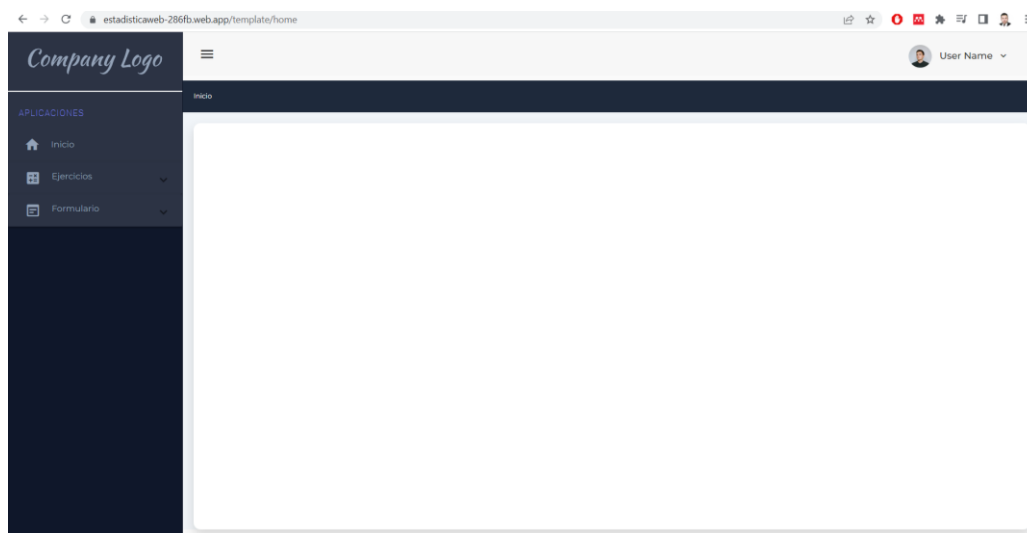 estadisticaweb-286fb.web.app/template/home
Company Logo
User Name
Inicio
APLICACIONES
Inicio
Ejercicios
Formulario